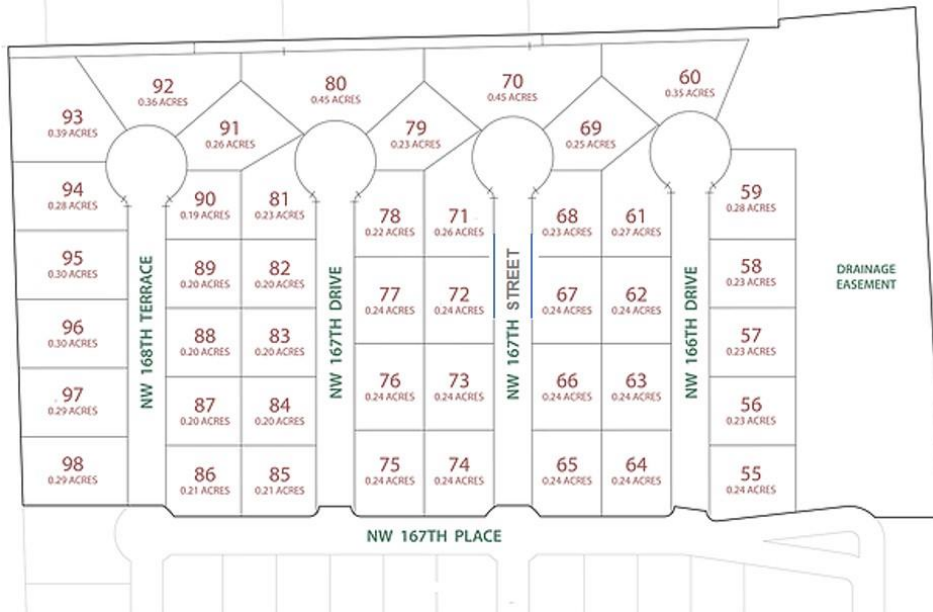 92
0.36 ACRES
80
0.45 ACRES
70
0.45 ACRES
60
0.35 ACRES
93
0.39 ACRES
91
0.26 ACRES
79
0.23 ACRES
69
0.25 ACRES
94
0.28 ACRES
90
0.19 ACRES
81
0.23 ACRES
78
0.22 ACRES
71
0.26 ACRES
68
0.23 ACRES
61
0.27 ACRES
59
0.28 ACRES
95
0.30 ACRES
89
0.20 ACRES
82
0.20 ACRES
77
0.24 ACRES
72
0.24 ACRES
67
0.24 ACRES
62
0.24 ACRES
58
0.23 ACRES
DRAINAGE
EASEMENT
NW 168TH TERRACE
NW 167TH DRIVE
NW 167TH STREET
NW 166TH DRIVE
96
0.30 ACRES
88
0.20 ACRES
83
0.20 ACRES
57
0.23 ACRES
76
0.24 ACRES
73
0.24 ACRES
66
0.24 ACRES
63
0.24 ACRES
97
0.29 ACRES
87
0.20 ACRES
84
0.20 ACRES
56
0.23 ACRES
98
0.29 ACRES
86
0.21 ACRES
85
0.21 ACRES
75
0.24 ACRES
74
0.24 ACRES
65
0.24 ACRES
64
0.24 ACRES
55
0.24 ACRES
NW 167TH PLACE